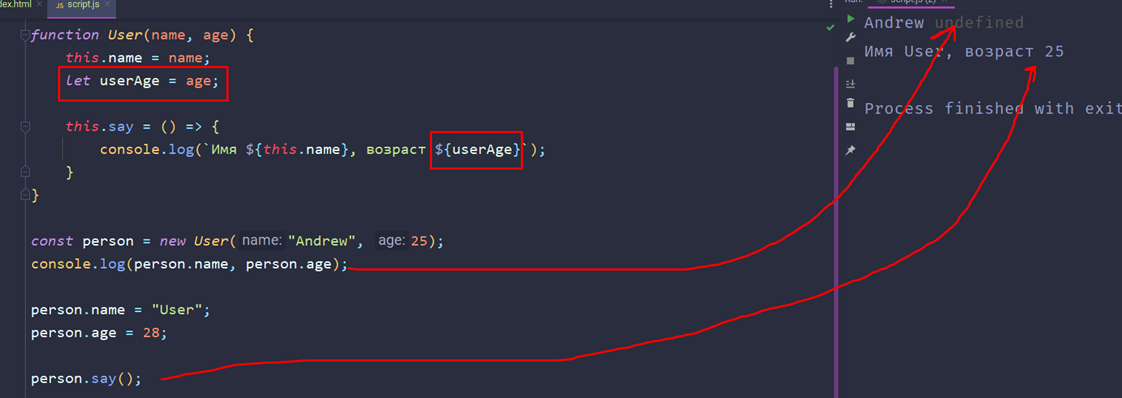 dex.html
script.js
function User(name, age) {
this.name = name;
let userAge = age;
this.say = () => {
console.log(`Имя ${this.name}, возраст ${userAge}`);
}
}
const person = new User( name: "Andrew", age: 25);
console.log(person.name, person.age);
person.name = "User";
person.age = 28;
person.say();
script.js (2)
Andrew undefined
Имя User, возраст 25
Process finished with exit